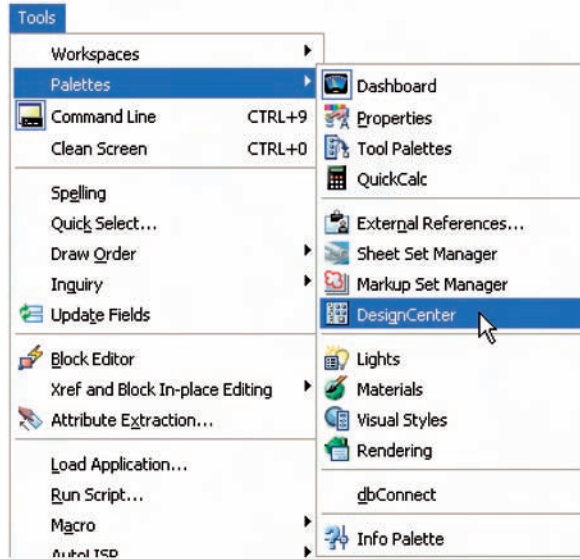 Tools
Workspaces
Palettes
Command Line CTRL+9
Clean Screen CTRL+0
Spelling
Quick Select...
Draw Order
Inquiry
Update Fields
Block Editor
Xref and Block In-place Editing
Attribute Extraction...
Load Application...
Run Script...
Macro
AutoLISP
Dashboard
Properties
Tool Palettes
QuickCalc
External References...
Sheet Set Manager
Markup Set Manager
DesignCenter
Lights
Materials
Visual Styles
Rendering
dbConnect
Info Palette